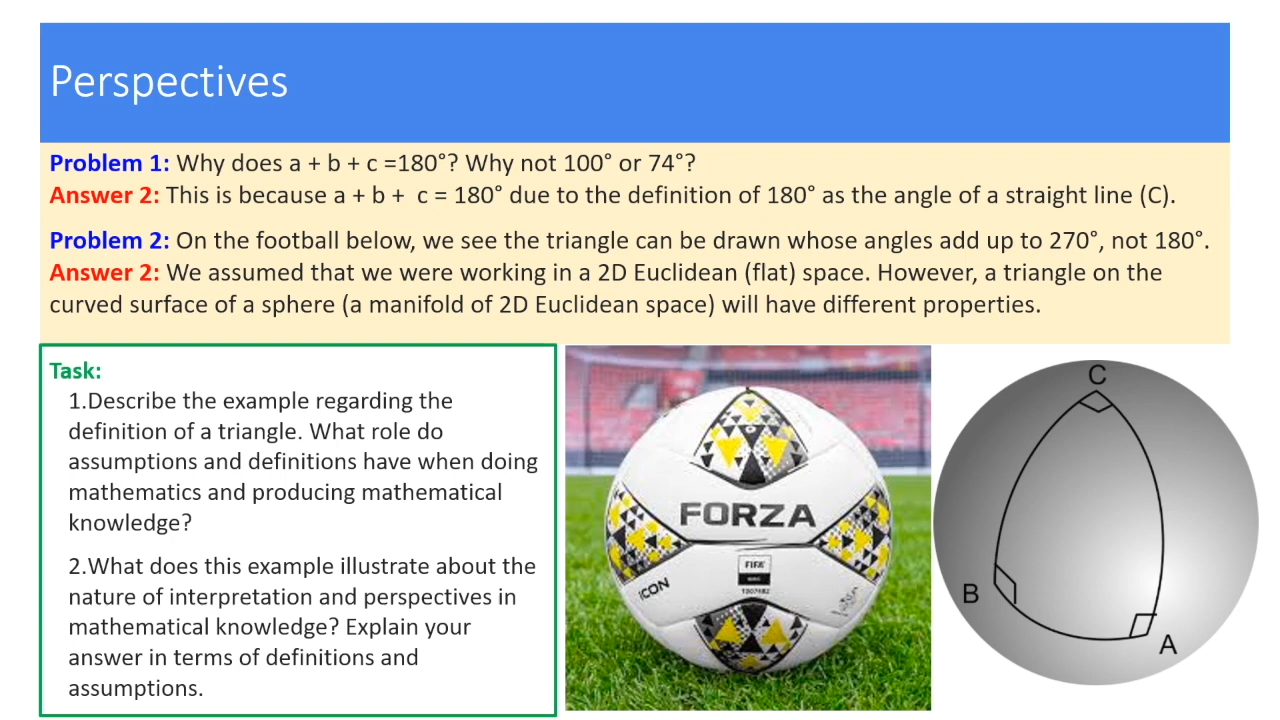 Perspectives
Problem 1: Why does a + b + c =180°? Why not 100° or 74°?
Answer 2: This is because a + b +  c = 180° due to the definition of 180° as the angle of a straight line (C).
Problem 2: On the football below, we see the triangle can be drawn whose angles add up to 270°, not 180°.
Answer 2: We assumed that we were working in a 2D Euclidean (flat) space. However, a triangle on the
curved surface of a sphere (a manifold of 2D Euclidean space) will have different properties.
Task:
1.Describe the example regarding the
definition of a triangle. What role do
assumptions and definitions have when doing
mathematics and producing mathematical
knowledge?
2.What does this example illustrate about the
nature of interpretation and perspectives in
mathematical knowledge? Explain your
answer in terms of definitions and
assumptions.
FORZA
FIFA
ICON
C
B
A